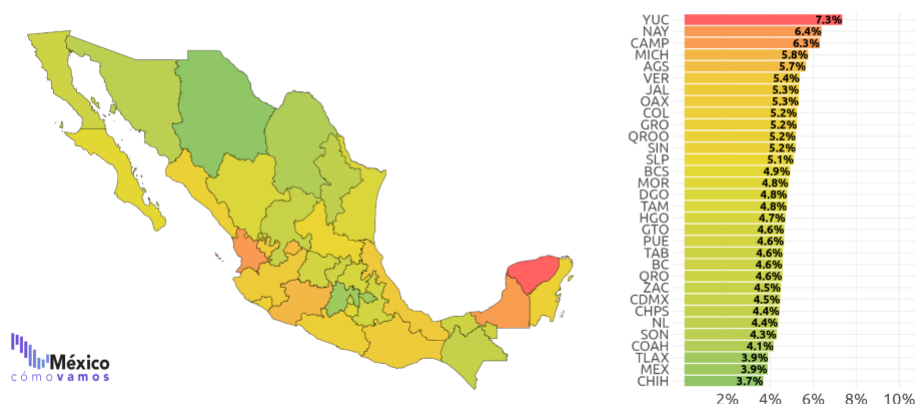 YUC 7.3%
NAY 6.4%
CAMP 6.3%
MICH 5.8%
AGS 5.7%
VER 5.4%
JAL 5.3%
OAX 5.3%
COL 5.2%
GRO 5.2%
QROO 5.2%
SIN 5.2%
SLP 5.1%
BCS 4.9%
MOR 4.8%
DGO 4.8%
TAM 4.8%
HGO 4.7%
GTO 4.6%
PUE 4.6%
TAB 4.6%
BC 4.6%
QRO 4.6%
ZAC 4.5%
CDMX 4.5%
CHPS 4.4%
NL 4.4%
SON 4.3%
COAH 4.1%
TLAX 3.9%
MEX 3.9%
CHIH 3.7%
2% 4% 6% 8% 10%
México
cómovamos